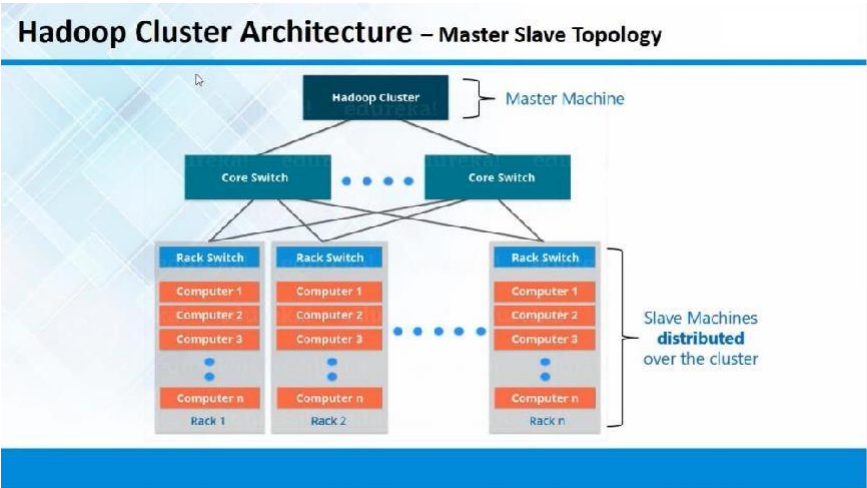 Hadoop Cluster Architecture – Master Slave Topology
Hadoop Cluster
Master Machine
edureka!
Core Switch
Core Switch
Rack Switch
Computer 1
Computer 2
Computer 3
Computer n
Rack 1
Rack Switch
Computer 1
Computer 2
Computer 3
Computer n
Rack 2
Rack Switch
Computer 1
Computer 2
Computer 3
Computer n
Rack n
Slave Machines
distributed
over the cluster